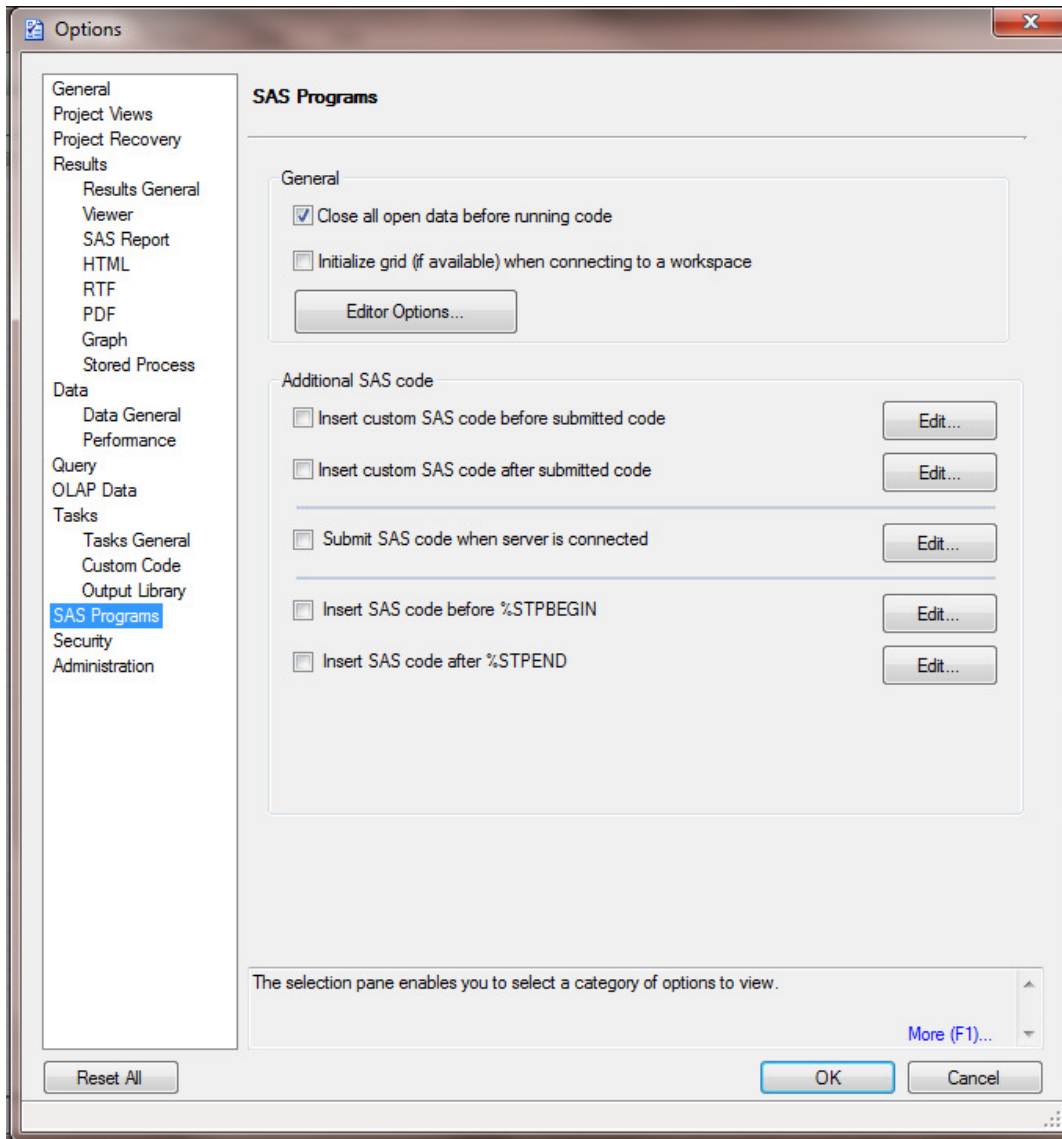 Options
General
Project Views
Project Recovery
Results
Results General
Viewer
SAS Report
HTML
RTF
PDF
Graph
Stored Process
Data
Data General
Performance
Query
OLAP Data
Tasks
Tasks General
Custom Code
Output Library
SAS Programs
Security
Administration
SAS Programs
General
Close all open data before running code
Initialize grid (if available) when connecting to a workspace
Editor Options...
Additional SAS code
Insert custom SAS code before submitted code Edit...
Insert custom SAS code after submitted code Edit...
Submit SAS code when server is connected Edit...
Insert SAS code before %STPBEGIN Edit...
Insert SAS code after %STPEND Edit...
The selection pane enables you to select a category of options to view.
More (F1)...
Reset All OK Cancel